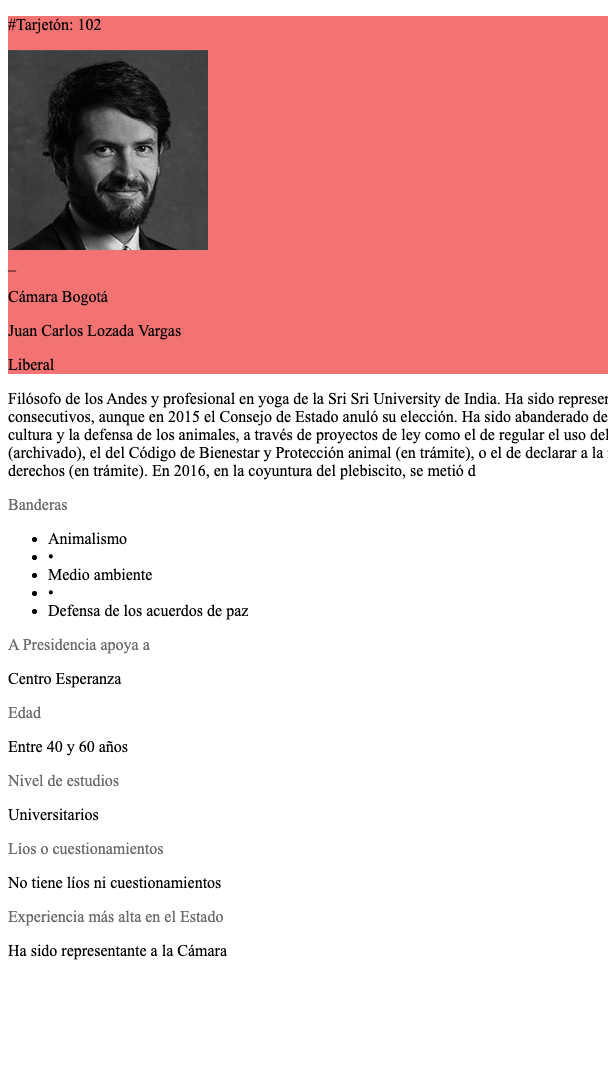 #Tarjetón: 102
_
Cámara Bogotá
Juan Carlos Lozada Vargas
Liberal
Filósofo de los Andes y profesional en yoga de la Sri Sri University de India. Ha sido represen
consecutivos, aunque en 2015 el Consejo de Estado anuló su elección. Ha sido abanderado de
cultura y la defensa de los animales, a través de proyectos de ley como el de regular el uso del
(archivado), el del Código de Bienestar y Protección animal (en trámite), o el de declarar a la
derechos (en trámite). En 2016, en la coyuntura del plebiscito, se metió d
Banderas
• Animalismo
• •
• Medio ambiente
• •
• Defensa de los acuerdos de paz
A Presidencia apoya a
Centro Esperanza
Edad
Entre 40 y 60 años
Nivel de estudios
Universitarios
Líos o cuestionamientos
No tiene líos ni cuestionamientos
Experiencia más alta en el Estado
Ha sido representante a la Cámara